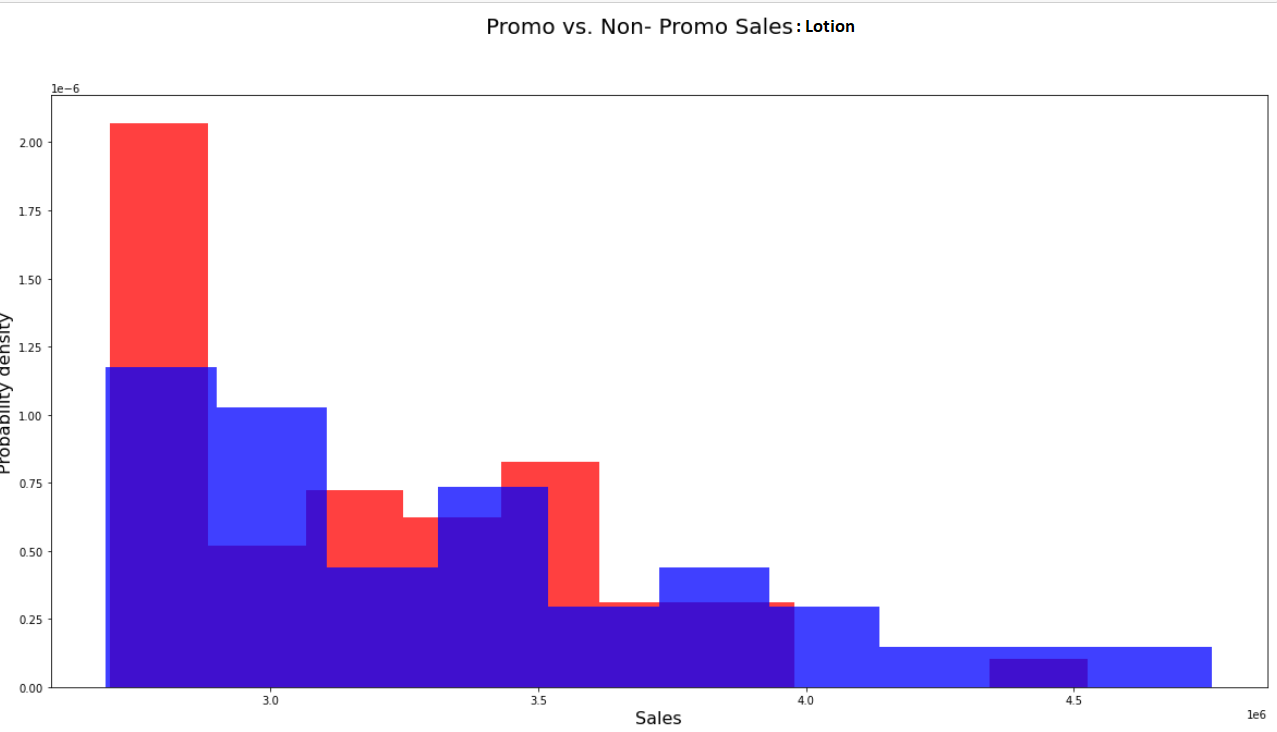 Promo vs. Non- Promo Sales: Lotion
1e−6
2.00
1.75
1.50
1.25
1.00
0.75
0.50
0.25
0.00
Probability density
3.0
3.5
4.0
4.5
1e6
Sales